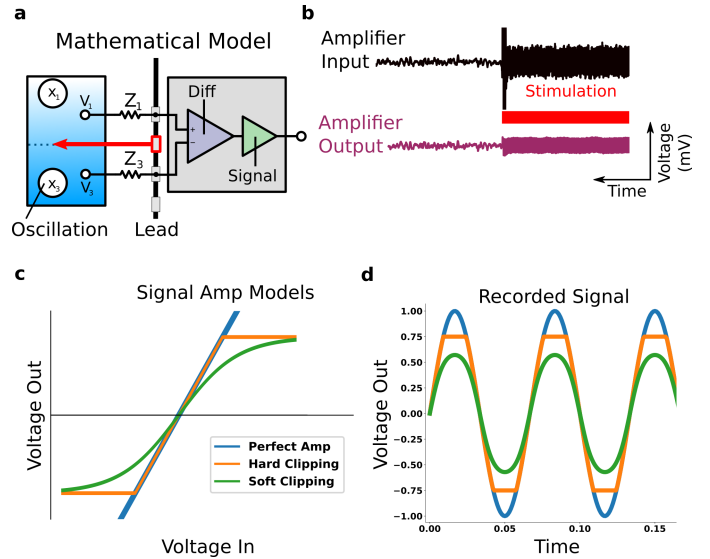 a
Mathematical Model
x1
V1
Z1
Diff
+
−
x3
V3
Z3
Signal
Oscillation
Lead
b
Amplifier
Input
Stimulation
Amplifier
Output
Voltage
(mV)
Time
c
Signal Amp Models
Voltage Out
Perfect Amp
Hard Clipping
Soft Clipping
Voltage In
d
Recorded Signal
Voltage Out
1.00
0.75
0.50
0.25
0.00
−0.25
−0.50
−0.75
−1.00
0.00 0.05 0.10 0.15
Time